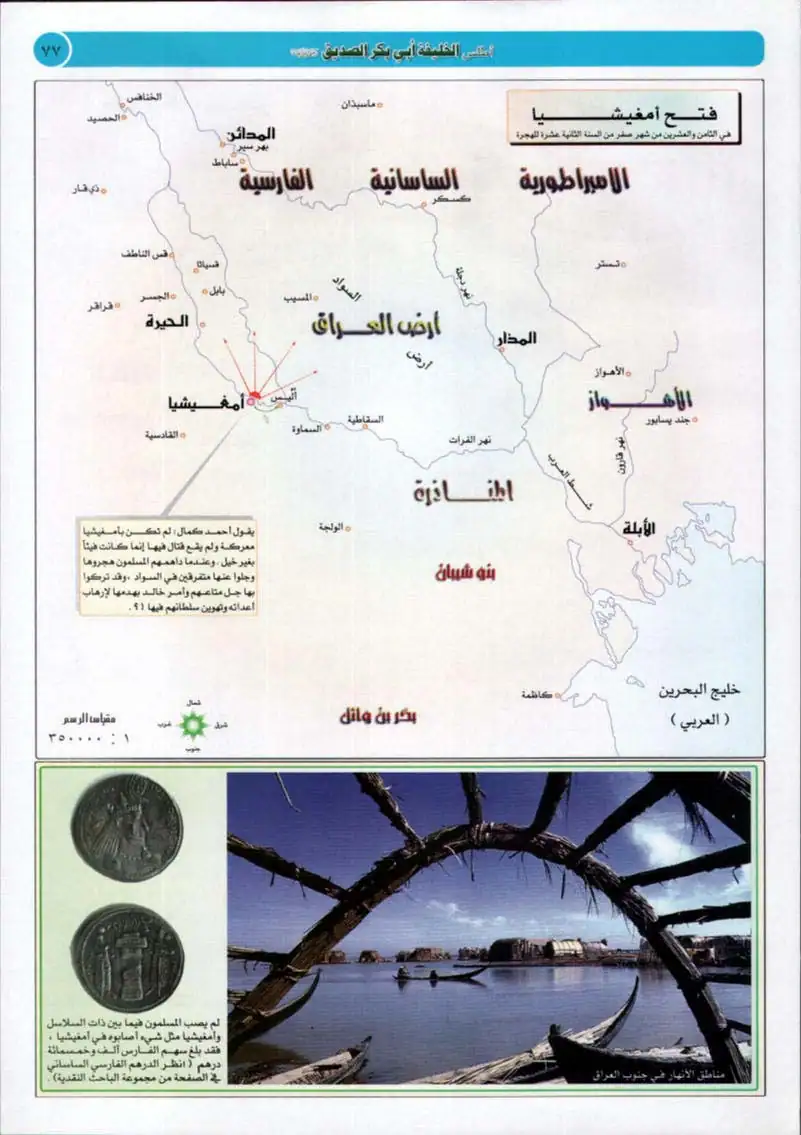 ٧٧
أطلس الخليفة أبي بكر الصديق
فتح أمغيشيا
في الثامن والعشرين من شهر صفر من السنة الثانية عشرة للهجرة
الخنافس
الحصيد
ماسبذان
المدائن
بهر سير
ساباط
الامبراطورية الساسانية الفارسية
ذي قار
كسكر
قس الناطف
قسياثا
تستر
السواد
نهر دجلة
بابل
الجسر
المسيب
قراقر
الحيرة
أرض العراق
المذار
أرض
الأهواز
الأهواز
أمغيشيا
أليس
جند يسابور
القادسية
السماوة
السقاطية
نهر الفرات
نهر قارون
شط العرب
المناذرة
الأبلة
الولجة
يقول أحمد كمال: لم تكن بأمغيشيا
معركة ولم يقع قتال فيها إنما كانت فيئاً
بغير خيل. وعندما داهمهم المسلمون هجروها
وجلوا عنها متفرقين في السواد، وقد تركوا
بها جل متاعهم وأمر خالد بهدمها لإرهاب
أعدائه وتهوين سلطانهم فيها !؟.
بنو شيبان
كاظمة
خليج البحرين
(العربي)
بكر بن وائل
شمال
شرق
غرب
جنوب
مقياس الرسم
١ : ٣٥٠٠٠٠٠
لم يصب المسلمون فيما بين ذات السلاسل
وأمغيشيا مثل شيء أصابوه في أمغيشيا،
فقد بلغ سهم الفارس ألف وخمسمائة
درهم (انظر الدرهم الفارسي الساساني
في الصفحة من مجموعة الباحث النقدية).
مناطق الأنهار في جنوب العراق